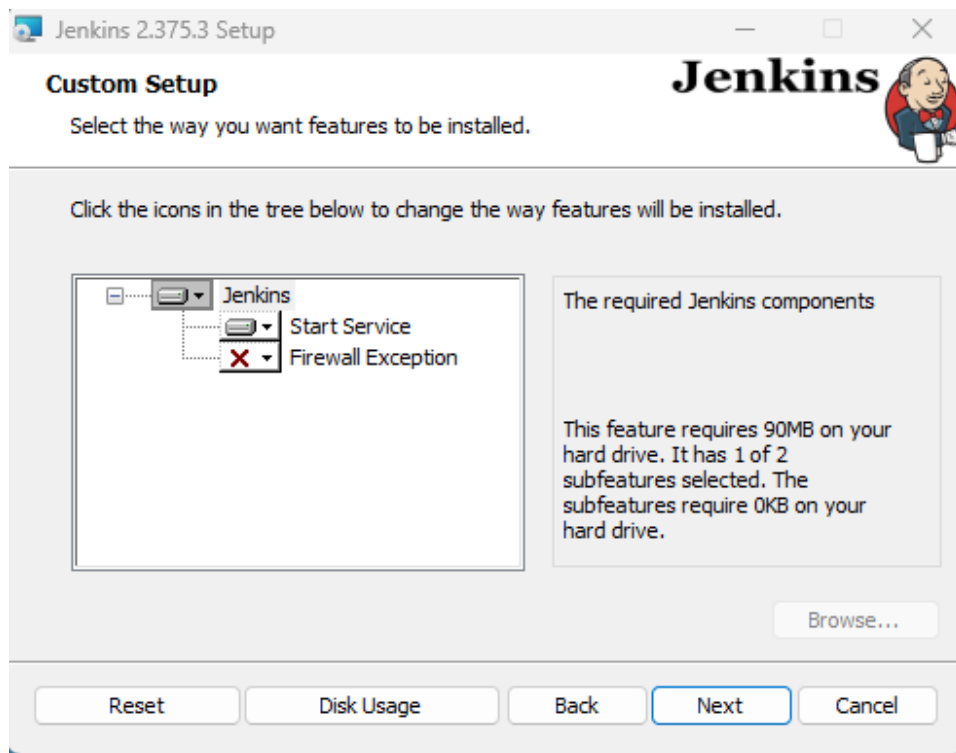 Jenkins 2.375.3 Setup
Custom Setup
Jenkins
Select the way you want features to be installed.
Click the icons in the tree below to change the way features will be installed.
Jenkins
Start Service
Firewall Exception
The required Jenkins components
This feature requires 90MB on your
hard drive. It has 1 of 2
subfeatures selected. The
subfeatures require 0KB on your
hard drive.
Browse...
Reset
Disk Usage
Back
Next
Cancel